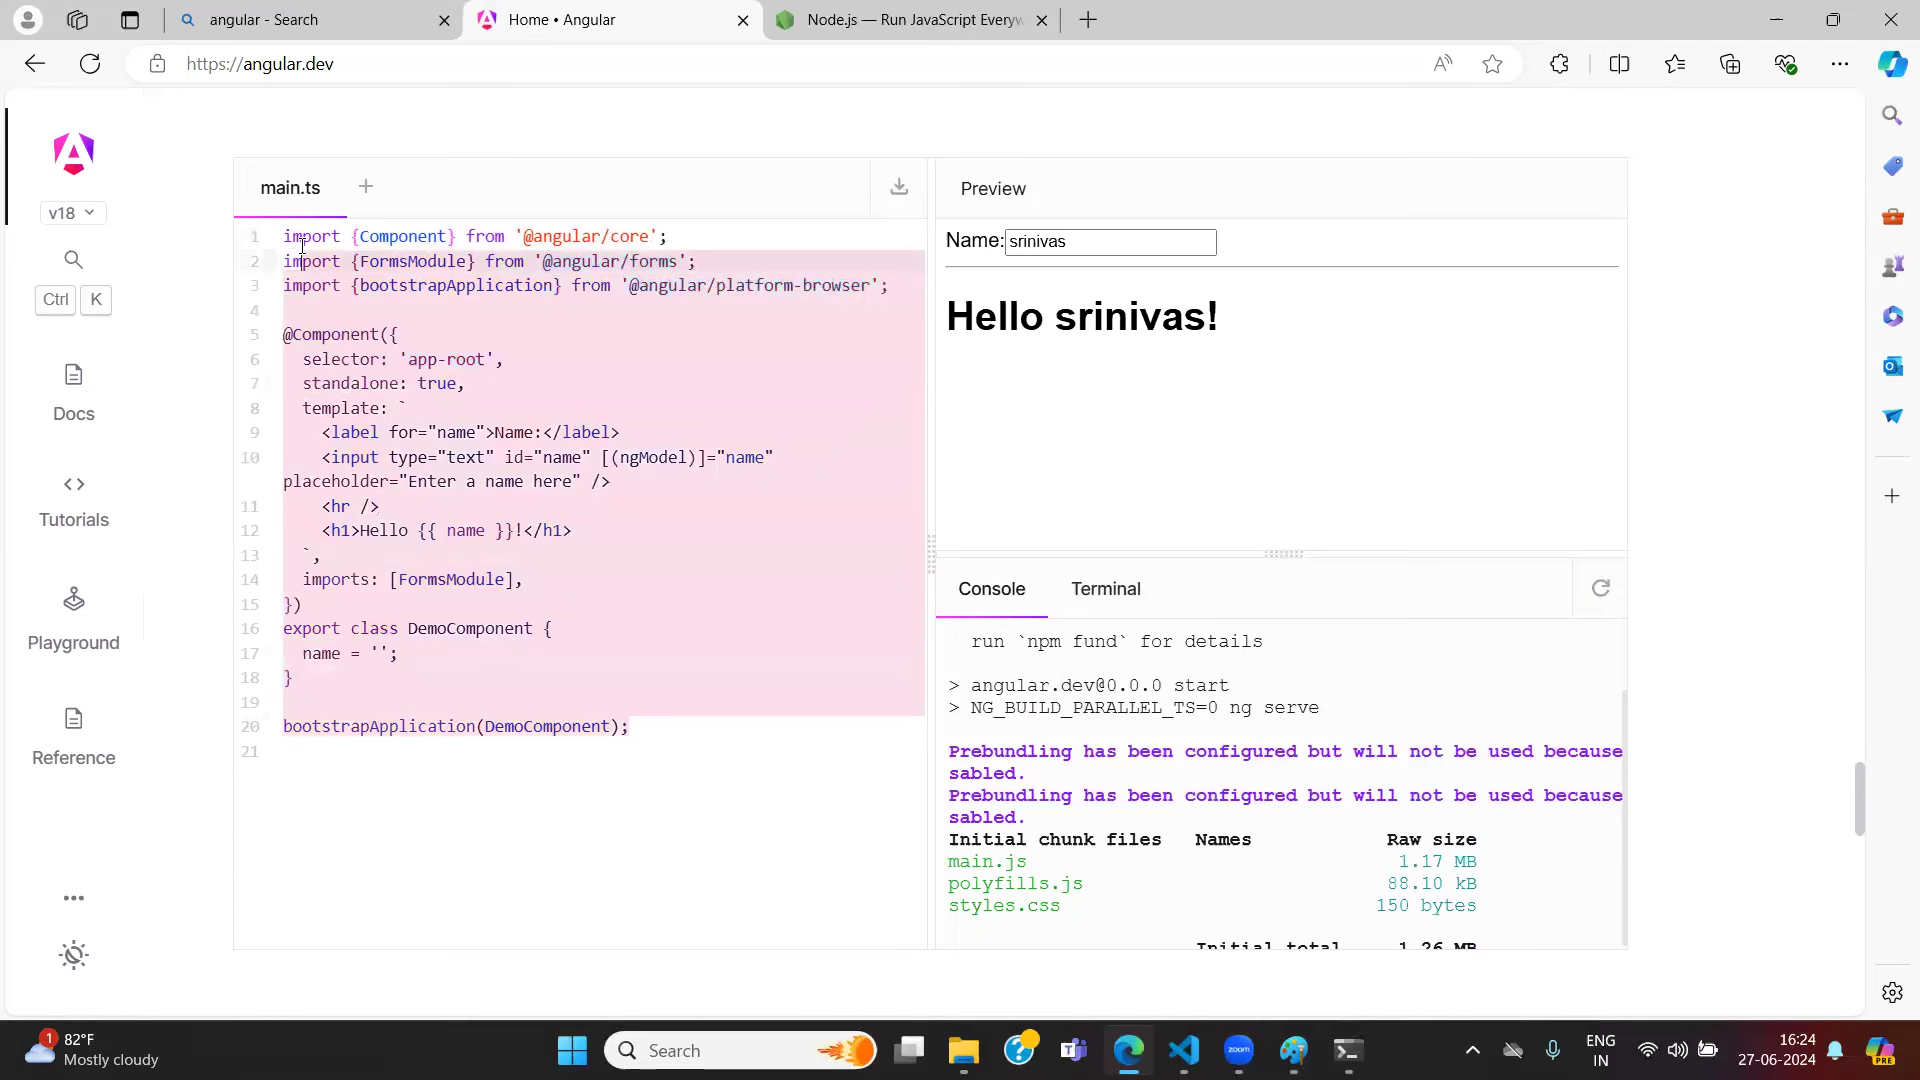 angular - Search
Home • Angular
Node.js — Run JavaScript Everyw
https://angular.dev
v18
Ctrl K
Docs
Tutorials
Playground
Reference
main.ts
1 import {Component} from '@angular/core';
2 import {FormsModule} from '@angular/forms';
3 import {bootstrapApplication} from '@angular/platform-browser';
4
5 @Component({
6 selector: 'app-root',
7 standalone: true,
8 template: `
9 <label for="name">Name:</label>
10 <input type="text" id="name" [(ngModel)]="name"
placeholder="Enter a name here" />
11 <hr />
12 <h1>Hello {{ name }}!</h1>
13 `,
14 imports: [FormsModule],
15 })
16 export class DemoComponent {
17 name = '';
18 }
19
20 bootstrapApplication(DemoComponent);
21
Preview
Name: srinivas
Hello srinivas!
Console Terminal
run `npm fund` for details
> angular.dev@0.0.0 start
> NG_BUILD_PARALLEL_TS=0 ng serve
Prebundling has been configured but will not be used because
sabled.
Prebundling has been configured but will not be used because
sabled.
Initial chunk files Names Raw size
main.js 1.17 MB
polyfills.js 88.10 kB
styles.css 150 bytes
Initial total 1.26 MB
1
82°F
Mostly cloudy
Search
zoom
ENG
IN
16:24
27-06-2024
PRE